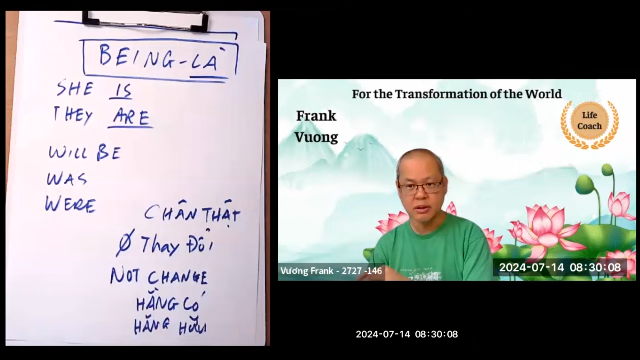 BEING - LÀ
SHE IS
THEY ARE
WILL BE
WAS
WERE
CHÂN THẬT
Ø Thay Đổi
NOT CHANGE
HẰNG CÓ
HẰNG HỮU
For the Transformation of the World
Frank
Vuong
Life
Coach
Vương Frank - 2727 -146
2024-07-14 08:30:08
2024-07-14 08:30:08